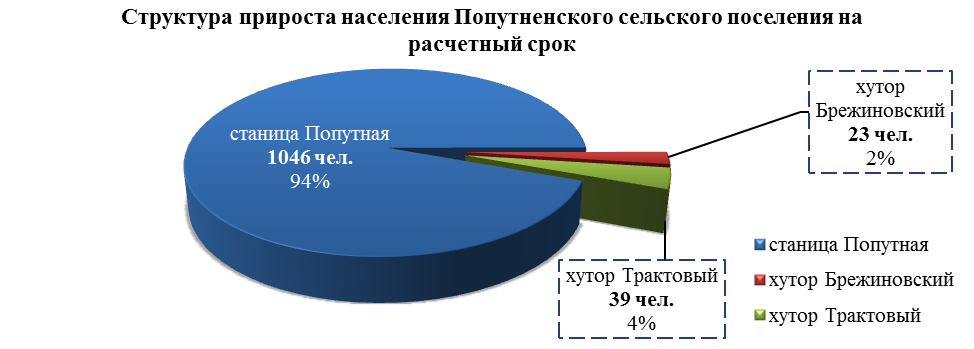 Структура прироста населения Попутненского сельского поселения на
расчетный срок
станица Попутная
1046 чел.
94%
хутор
Брежиновский
23 чел.
2%
хутор Трактовый
39 чел.
4%
станица Попутная
хутор Брежиновский
хутор Трактовый